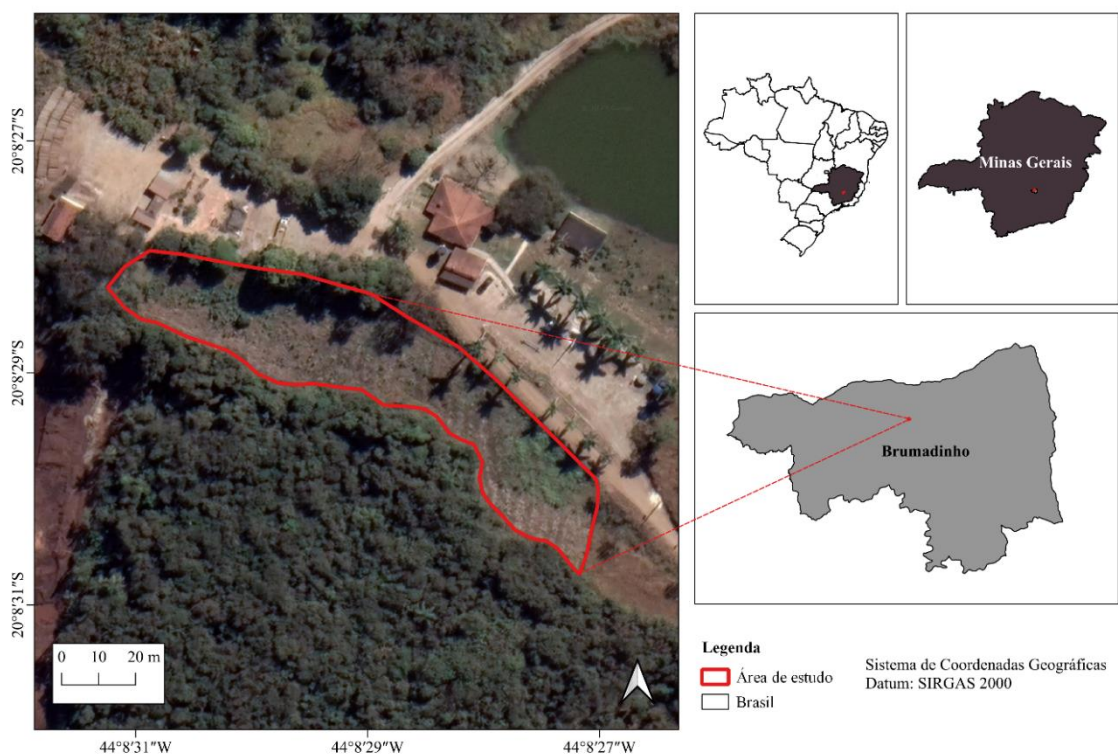 20°8'27"S
20°8'29"S
20°8'31"S
0 10 20 m
44°8'31"W
44°8'29"W
44°8'27"W
Minas Gerais
Brumadinho
Legenda
Área de estudo
Brasil
Sistema de Coordenadas Geográficas
Datum: SIRGAS 2000